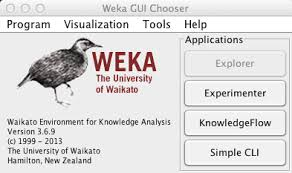 Weka GUI Chooser
Program Visualization Tools Help
WEKA
The University
of Waikato
Waikato Environment for Knowledge Analysis
Version 3.6.9
(c) 1999 - 2013
The University of Waikato
Hamilton, New Zealand
Applications
Explorer
Experimenter
KnowledgeFlow
Simple CLI